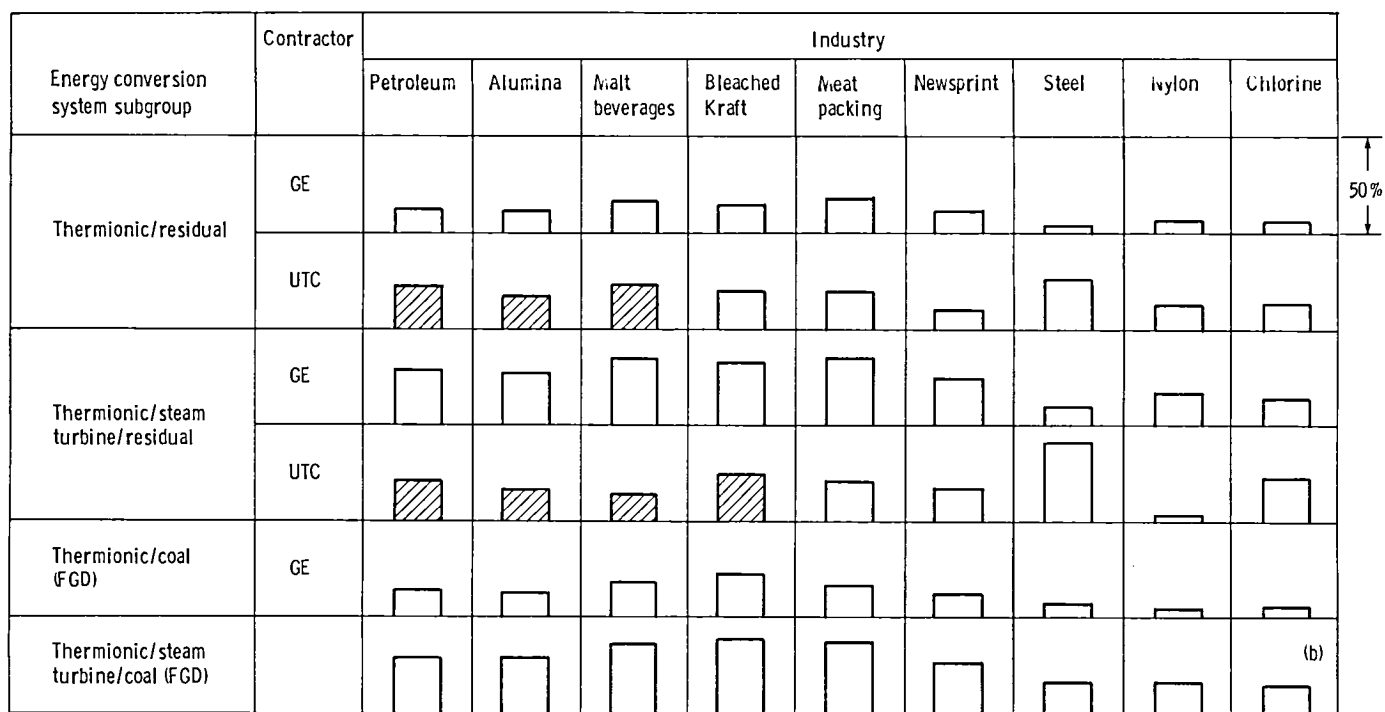 Contractor
Industry
Energy conversion
system subgroup
Petroleum
Alumina
Malt
beverages
Bleached
Kraft
Meat
packing
Newsprint
Steel
Nylon
Chlorine
Thermionic/residual
GE
50%
UTC
Thermionic/steam
turbine/residual
GE
UTC
Thermionic/coal
(FGD)
GE
Thermionic/steam
turbine/coal (FGD)
(b)